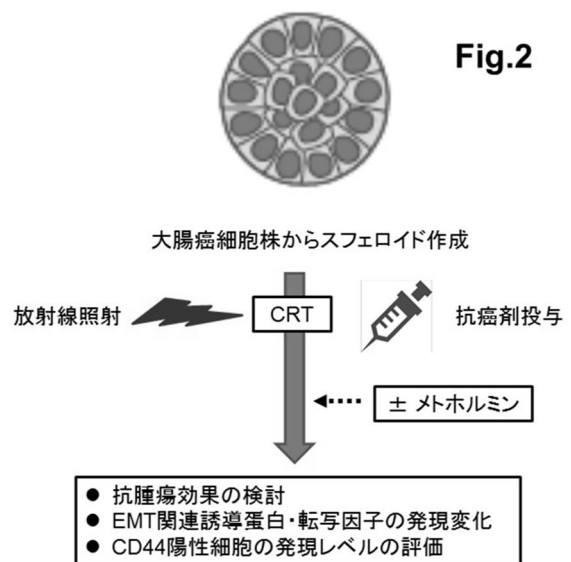 Fig.2
大腸癌細胞株からスフェロイド作成
放射線照射
CRT
抗癌剤投与
± メトホルミン
● 抗腫瘍効果の検討
● EMT関連誘導蛋白・転写因子の発現変化
● CD44陽性細胞の発現レベルの評価